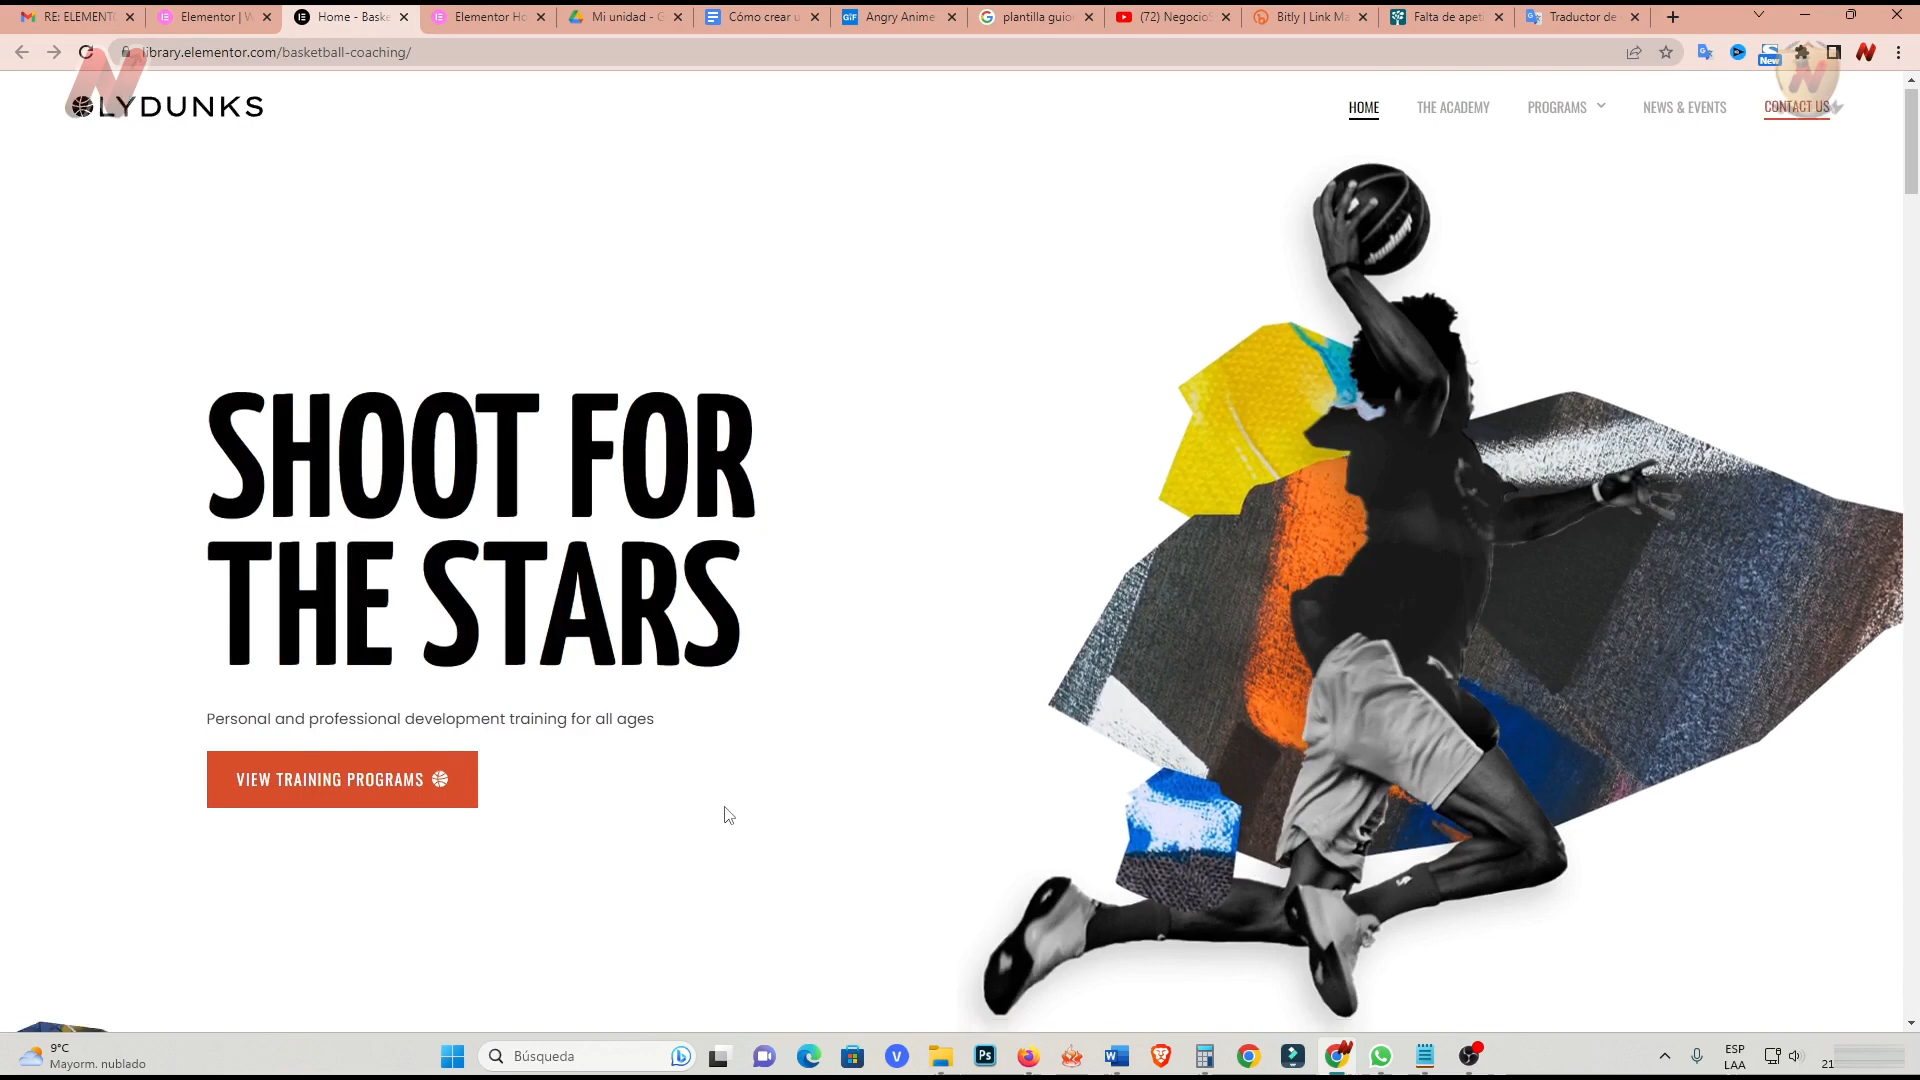 RE: ELEMENT
Elementor | W
Home - Baske
Elementor Ho
Mi unidad - G
Cómo crear u
Angry Anime
plantilla guio
(72) NegocioS
Bitly | Link Ma
Falta de apet
Traductor de
library.elementor.com/basketball-coaching/
New
LYDUNKS
HOME
THE ACADEMY
PROGRAMS
NEWS & EVENTS
CONTACT US
SHOOT FOR
THE STARS
Personal and professional development training for all ages
VIEW TRAINING PROGRAMS
9°C
Mayorm. nublado
Búsqueda
ESP
LAA
21